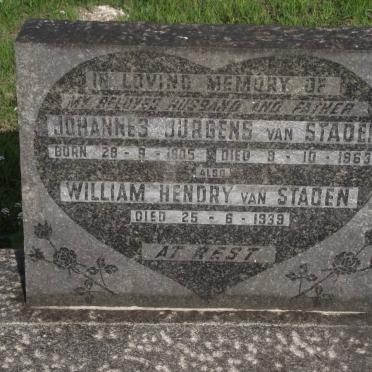 IN LOVING MEMORY OF
MY BELOVED HUSBAND AND FATHER
JOHANNES JURGENS VAN STADEN
BORN 28-9-1905 DIED 9-10-1963
ALSO
WILLIAM HENDRY VAN STADEN
DIED 25-6-1939
AT REST